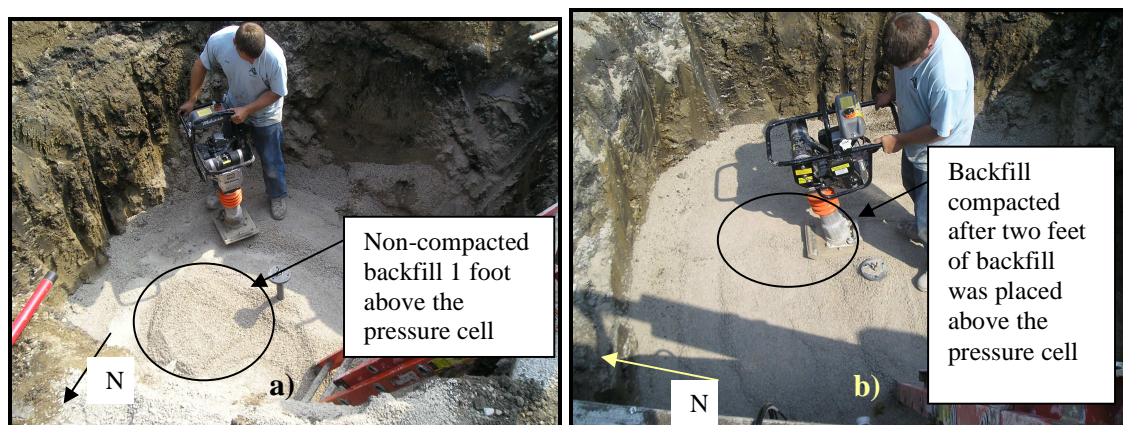 Non-compacted
backfill 1 foot
above the
pressure cell
N
a)
Backfill
compacted
after two feet
of backfill
was placed
above the
pressure cell
N
b)